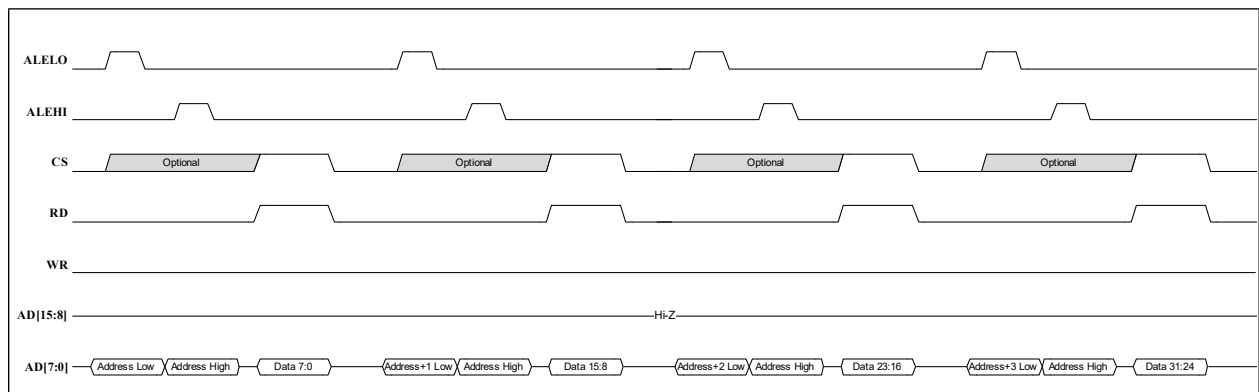 ALELO
ALEHI
CS Optional Optional Optional Optional
RD
WR
AD[15:8] Hi-Z
AD[7:0] Address Low Address High Data 7:0 Address+1 Low Address High Data 15:8 Address+2 Low Address High Data 23:16 Address+3 Low Address High Data 31:24